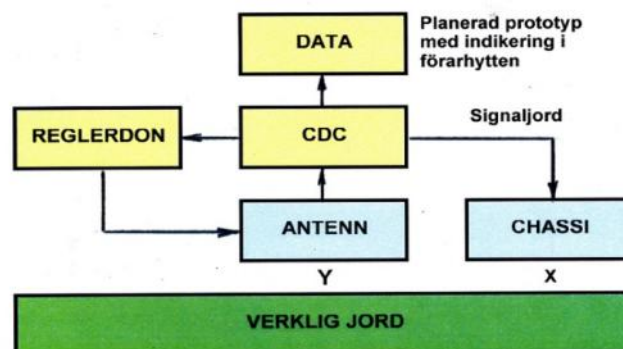 DATA
Planerad prototyp
med indikering i
förarhytten
REGLERDON
CDC
Signaljord
ANTENN
CHASSI
Y
X
VERKLIG JORD